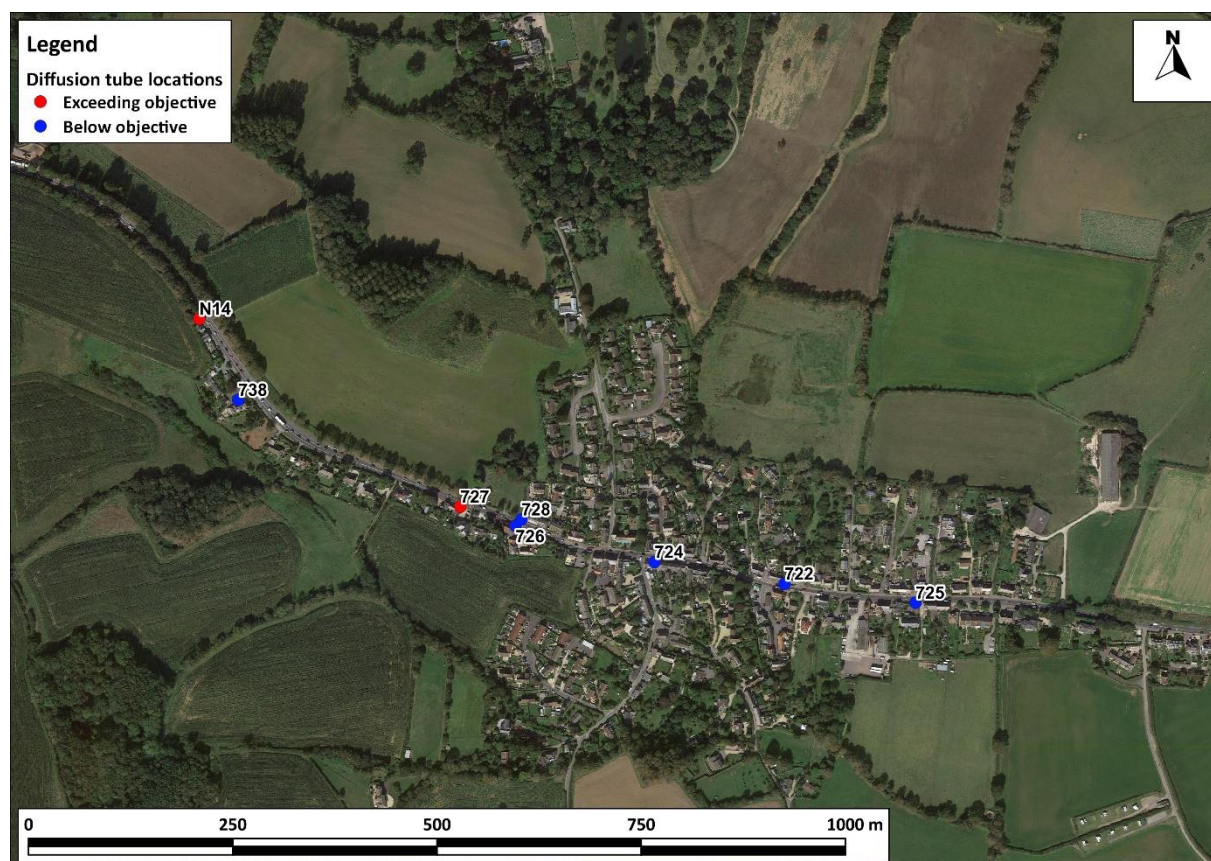 Legend
Diffusion tube locations
Exceeding objective
Below objective
N
N14
738
727
728
726
724
722
725
0 250 500 750 1000 m